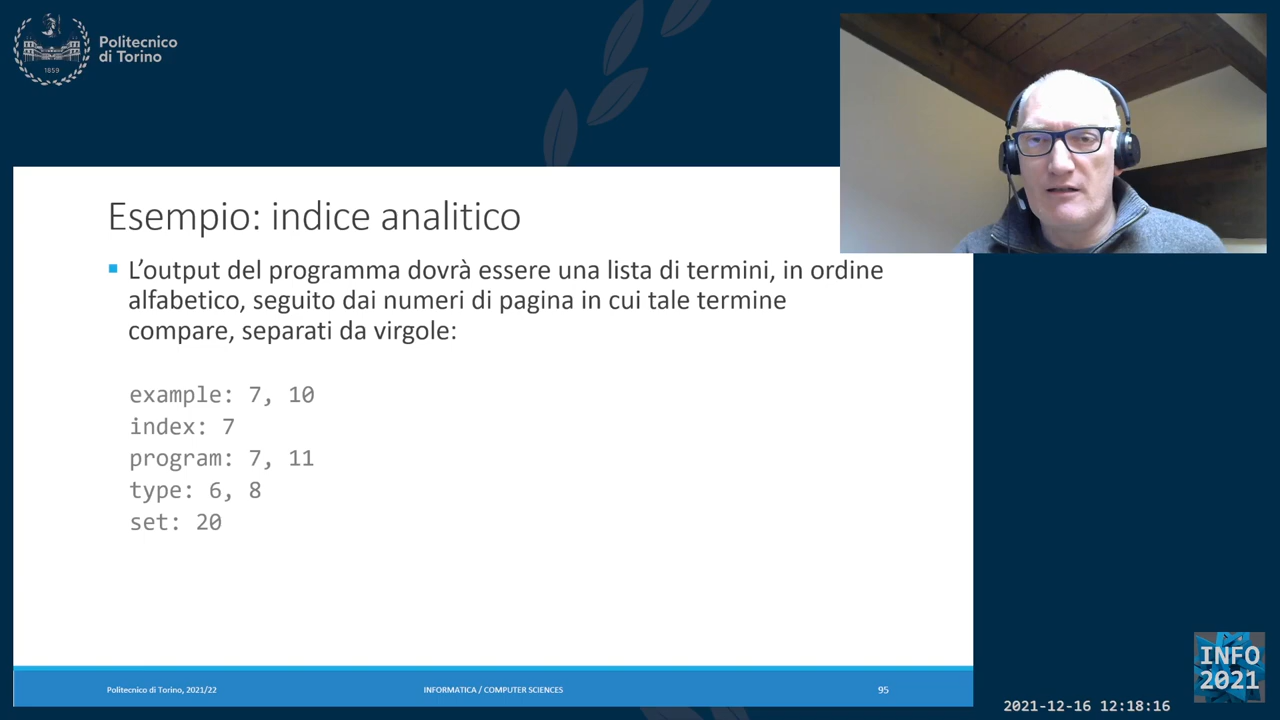 Politecnico
di Torino
1859
Esempio: indice analitico
L'output del programma dovrà essere una lista di termini, in ordine
alfabetico, seguito dai numeri di pagina in cui tale termine
compare, separati da virgole:
example: 7, 10
index: 7
program: 7, 11
type: 6, 8
set: 20
Politecnico di Torino, 2021/22
INFORMATICA / COMPUTER SCIENCES
95
INFO
2021
2021-12-16 12:18:16